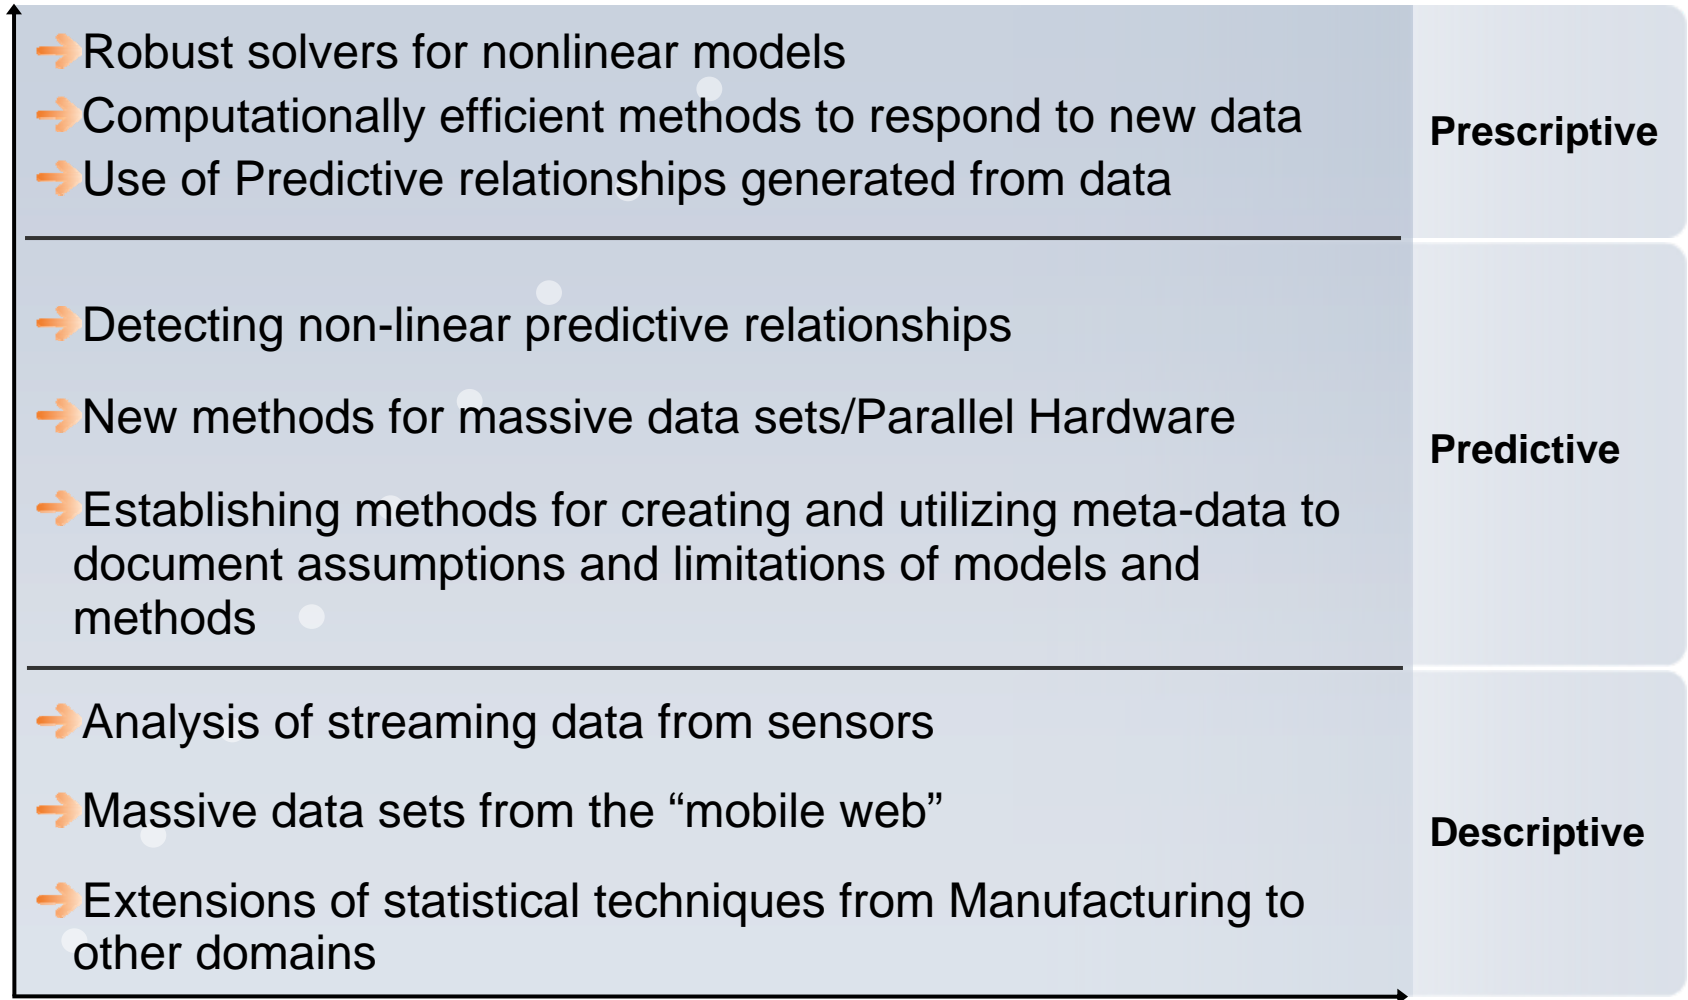 Robust solvers for nonlinear models
Computationally efficient methods to respond to new data
Use of Predictive relationships generated from data
Prescriptive
Detecting non-linear predictive relationships
New methods for massive data sets/Parallel Hardware
Establishing methods for creating and utilizing meta-data to
document assumptions and limitations of models and
methods
Predictive
Analysis of streaming data from sensors
Massive data sets from the “mobile web”
Extensions of statistical techniques from Manufacturing to
other domains
Descriptive